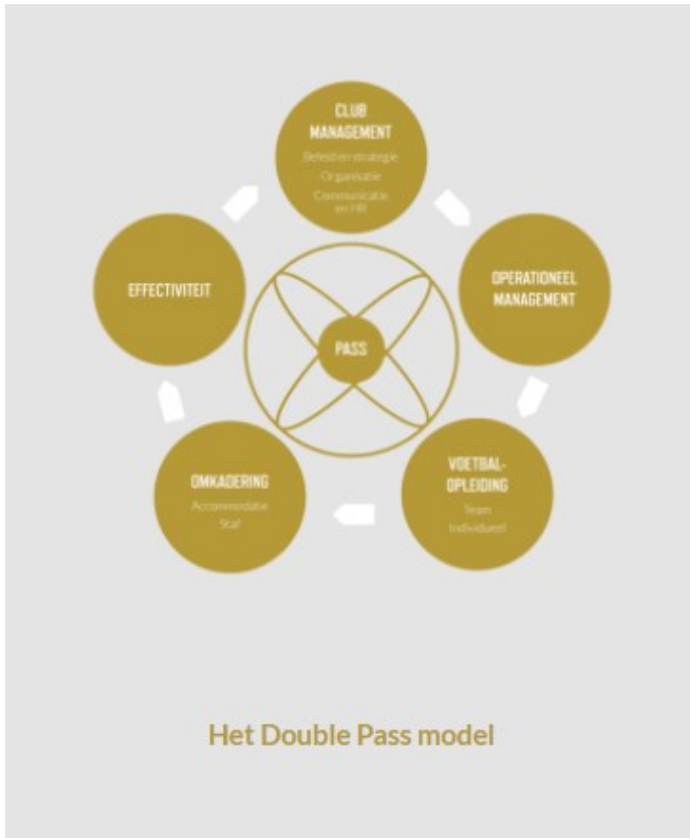 CLUB
MANAGEMENT
Beleid en strategie
Organisatie
Communicatie
en HR
OPERATIONEEL
MANAGEMENT
EFFECTIVITEIT
PASS
VOETBAL-
OPLEIDING
Team
Individueel
OMKADERING
Accommodatie
Staf
Het Double Pass model